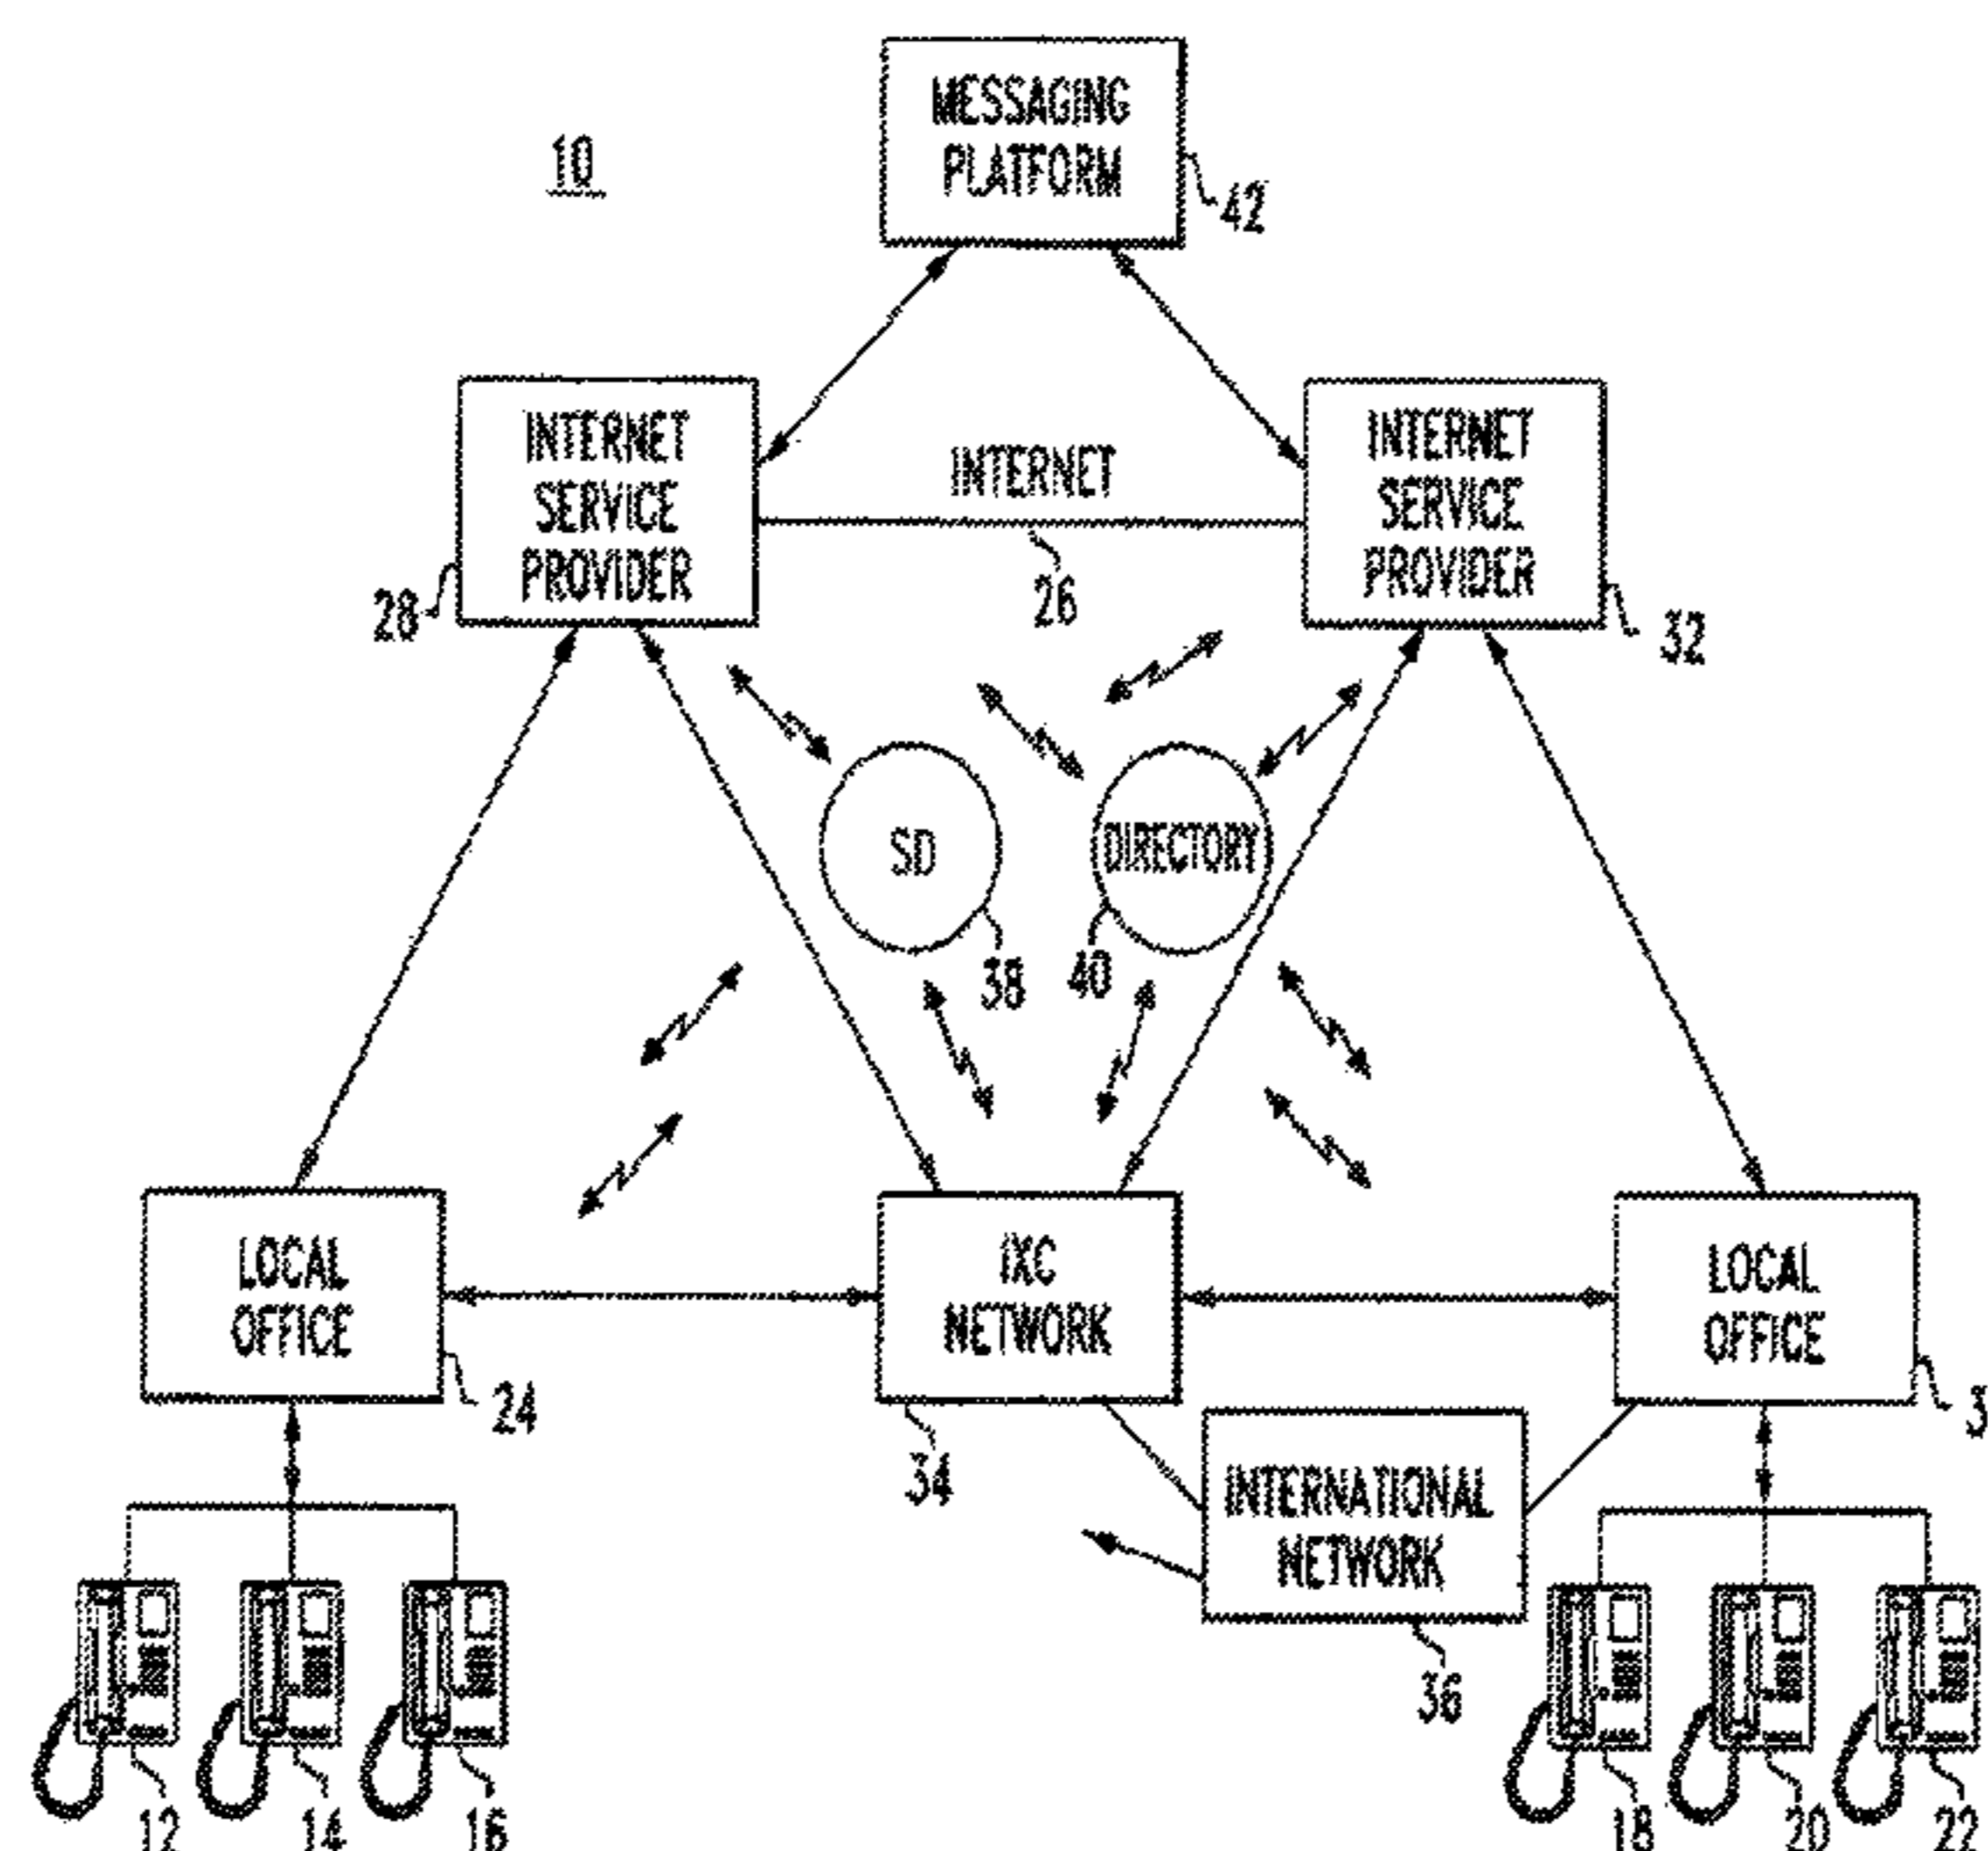 MESSAGING
PLATFORM
10
42
INTERNET
SERVICE
PROVIDER
INTERNET
INTERNET
SERVICE
PROVIDER
28
26
32
SD
DIRECTORY
38
40
LOCAL
OFFICE
IXC
NETWORK
LOCAL
OFFICE
24
34
3
INTERNATIONAL
NETWORK
36
12
14
16
18
20
22